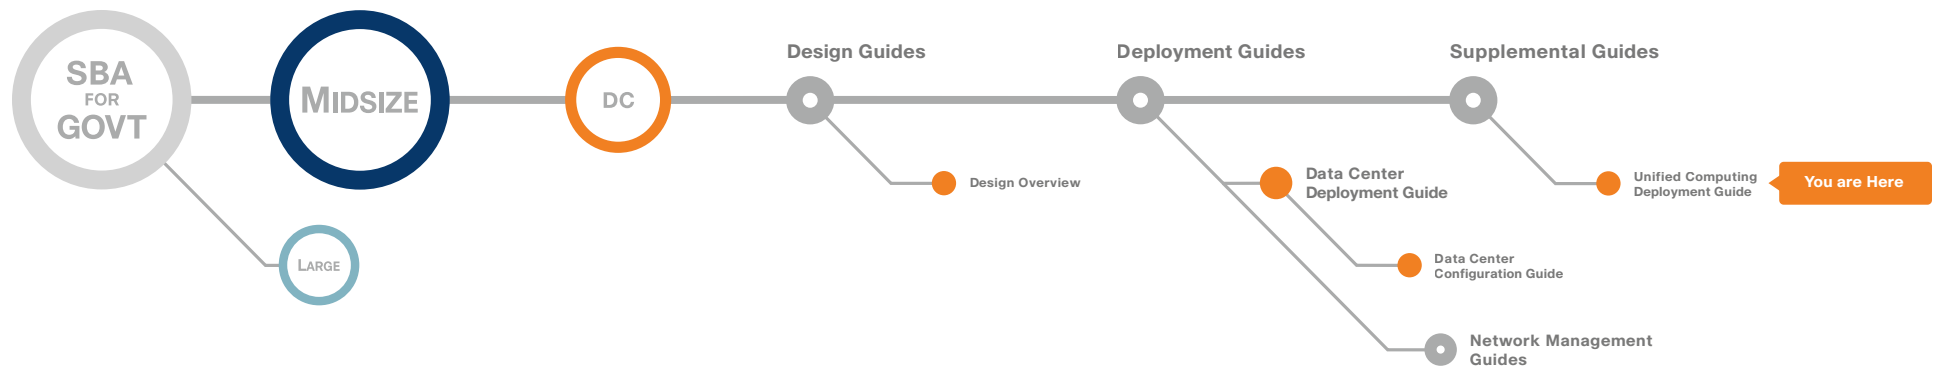 SBA
FOR
GOVT
MIDSIZE
DC
LARGE
Design Guides
Design Overview
Deployment Guides
Data Center
Deployment Guide
Data Center
Configuration Guide
Network Management
Guides
Supplemental Guides
Unified Computing
Deployment Guide
You are Here